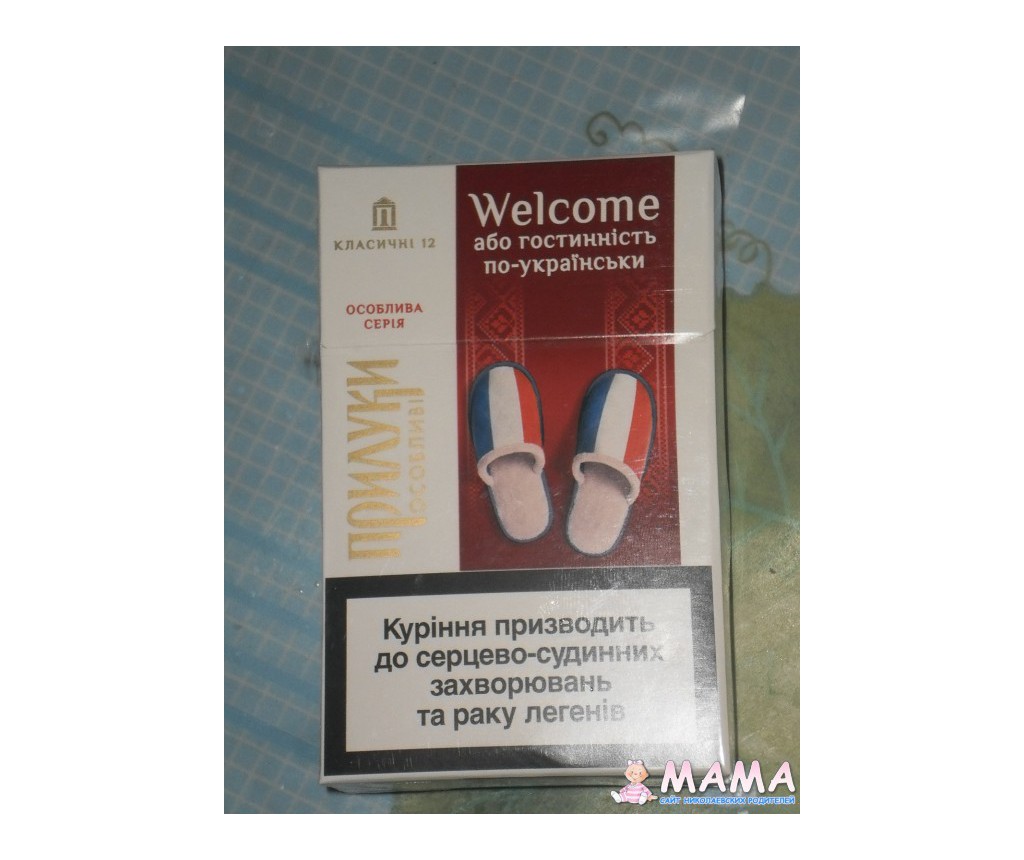 Welcome
або гостинність
по-українськи
КЛАСИЧНІ 12
ОСОБЛИВА
СЕРІЯ
ПРИЛУКИ
ОСОБЛИВІ
Куріння призводить
до серцево-судинних
захворювань
та раку легенів
МАМА
САЙТ НИКОЛАЕВСКИХ РОДИТЕЛЕЙ